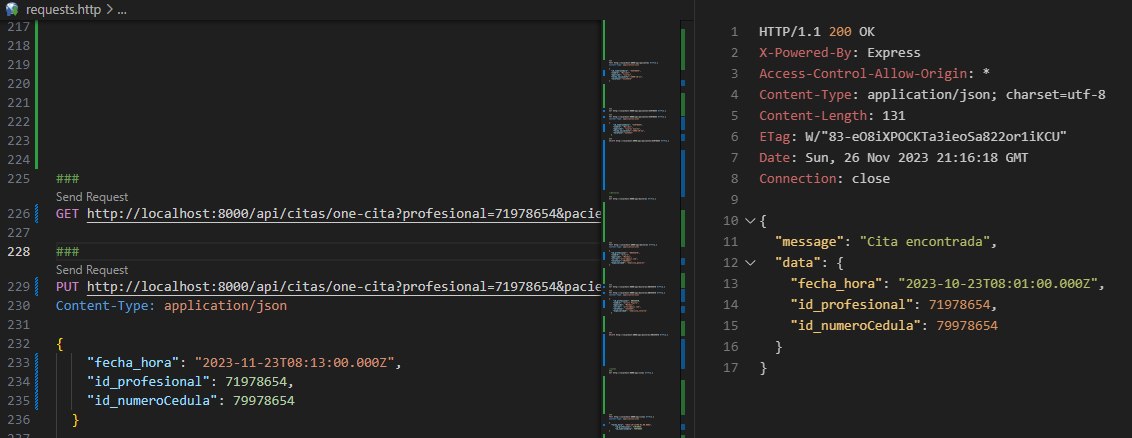 requests.http > ...
217
218
219
220
221
222
223
224
225 ###
Send Request
226 GET http://localhost:8000/api/citas/one-cita?profesional=71978654&pacie
227
228 ###
Send Request
229 PUT http://localhost:8000/api/citas/one-cita?profesional=71978654&pacie
230 Content-Type: application/json
231
232 {
233 "fecha_hora": "2023-11-23T08:13:00.000Z",
234 "id_profesional": 71978654,
235 "id_numeroCedula": 79978654
236 }
1 HTTP/1.1 200 OK
2 X-Powered-By: Express
3 Access-Control-Allow-Origin: *
4 Content-Type: application/json; charset=utf-8
5 Content-Length: 131
6 ETag: W/"83-eO8iXPOCKTa3ieoSa822or1iKCU"
7 Date: Sun, 26 Nov 2023 21:16:18 GMT
8 Connection: close
9
10 {
11 "message": "Cita encontrada",
12 "data": {
13 "fecha_hora": "2023-10-23T08:01:00.000Z",
14 "id_profesional": 71978654,
15 "id_numeroCedula": 79978654
16 }
17 }